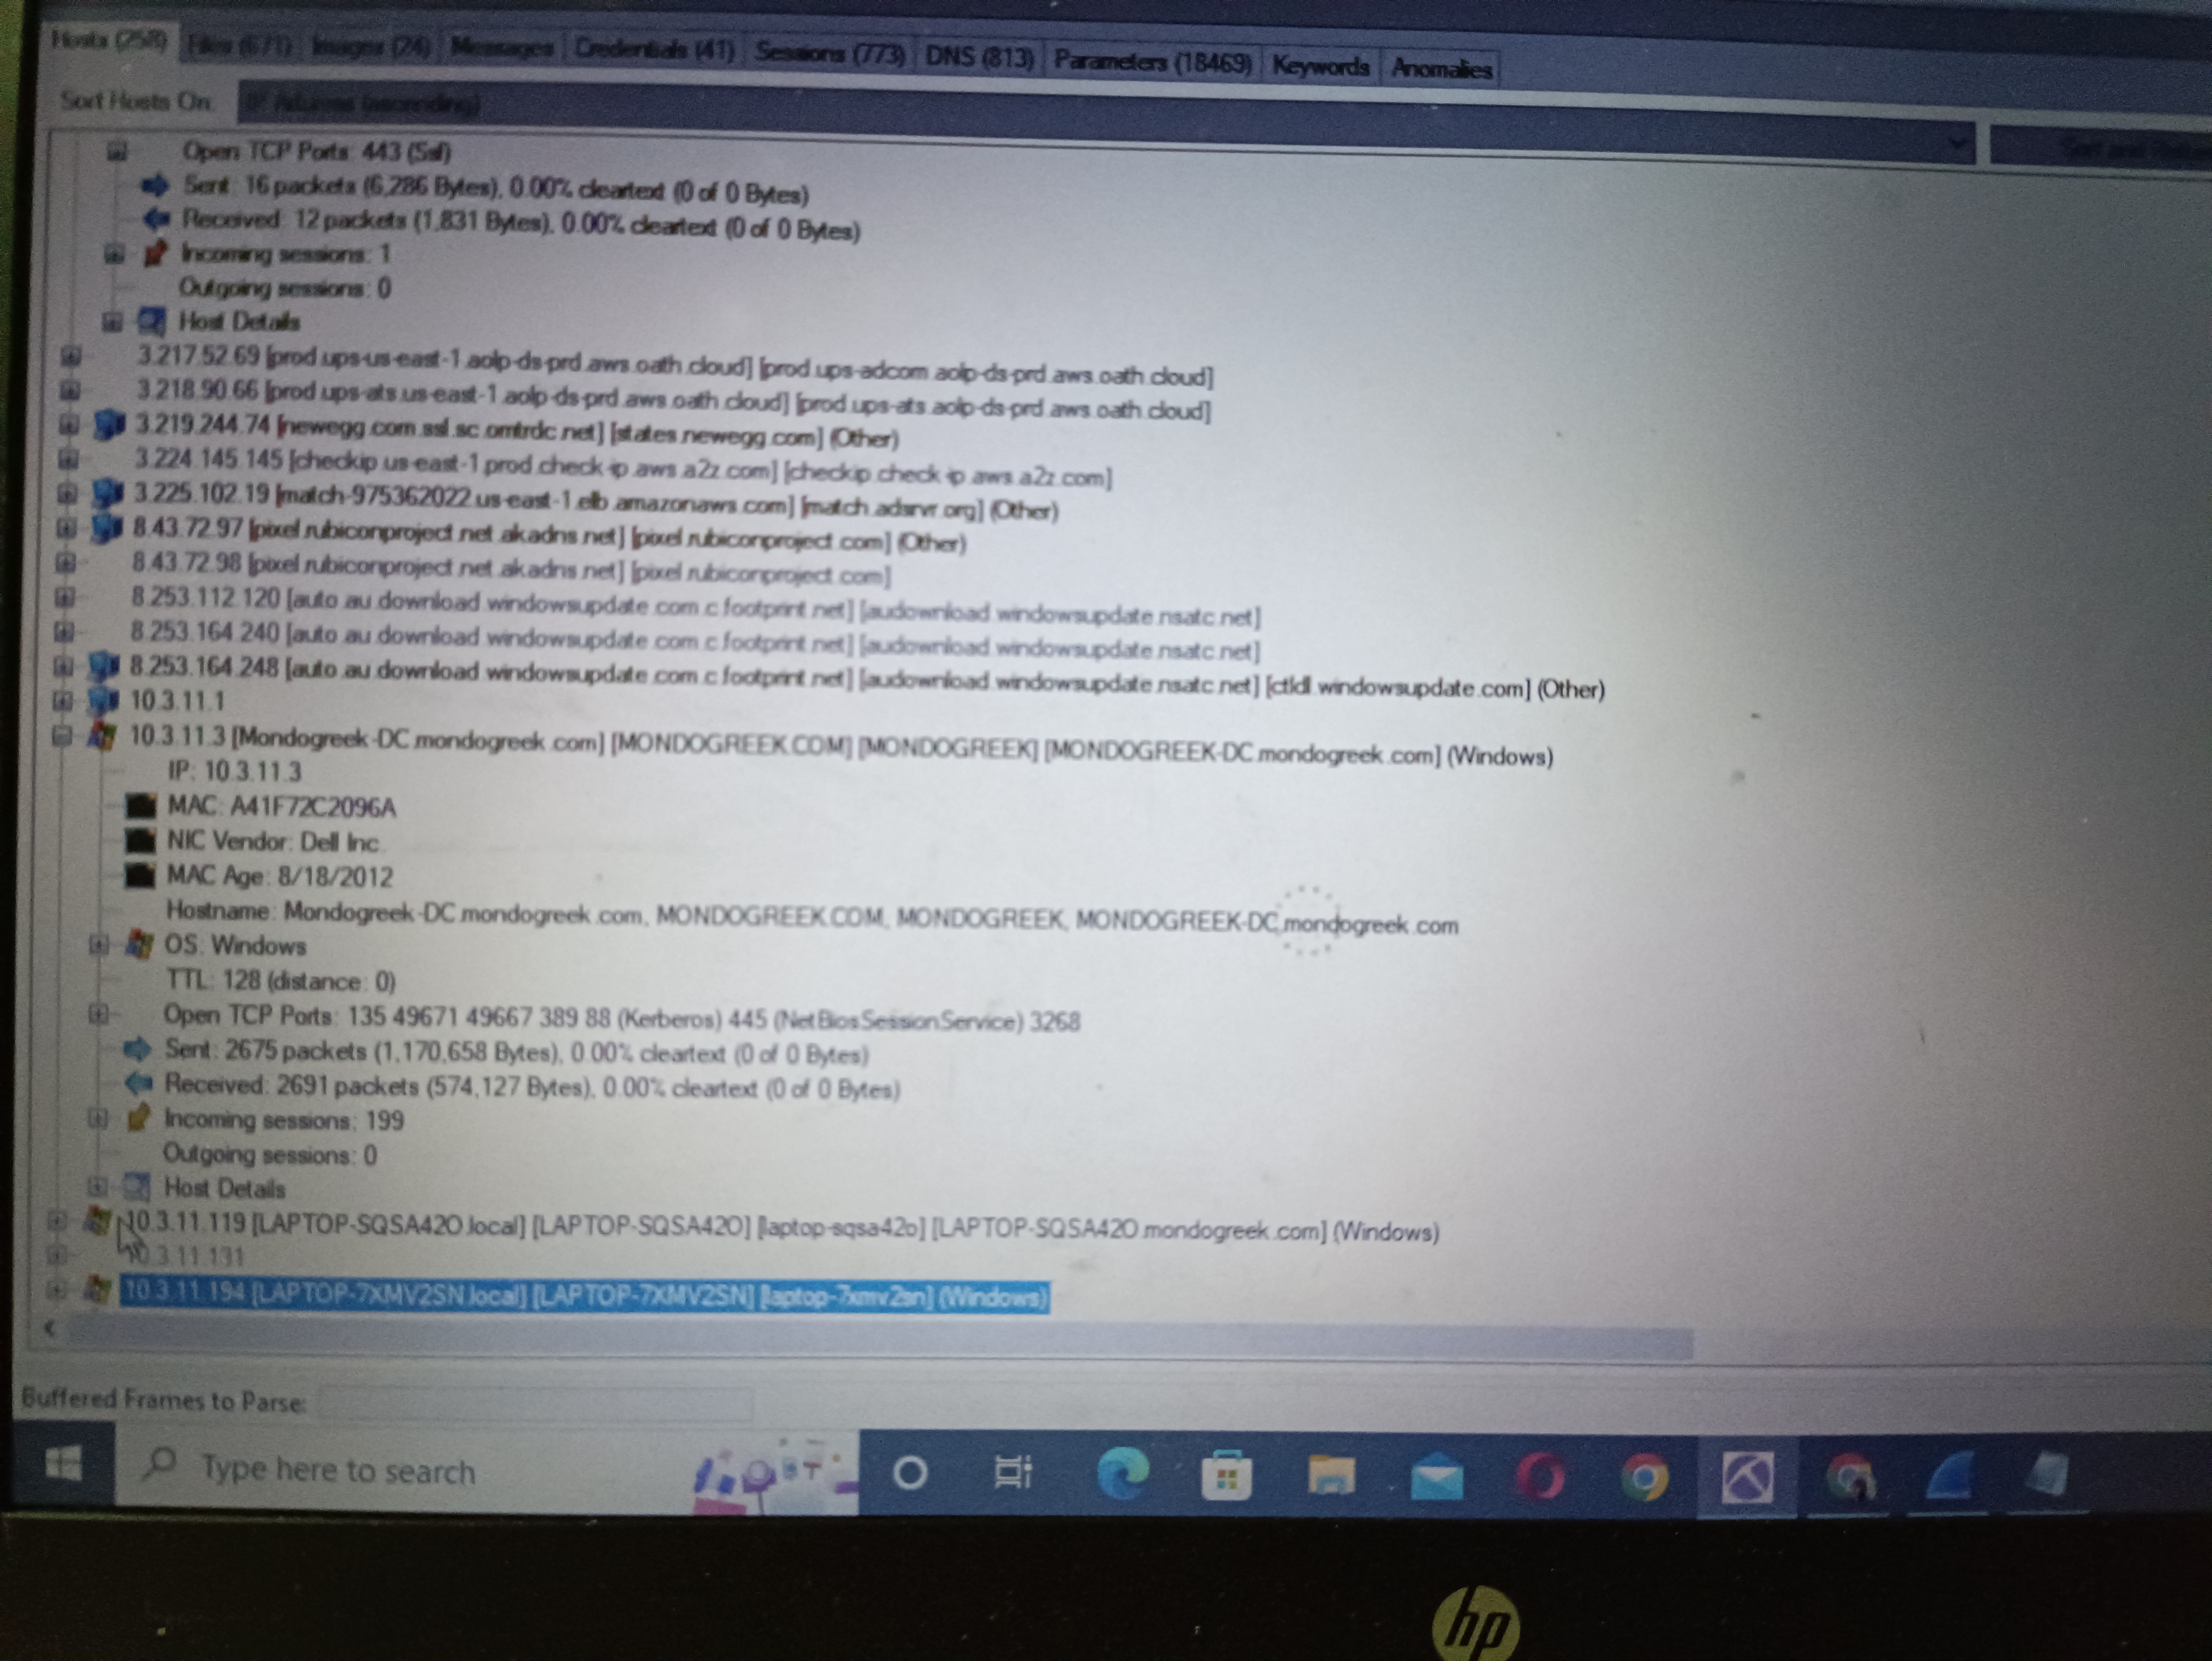 Hosts (258) Files (671) Images (24) Messages Credentials (41) Sessions (773) DNS (813) Parameters (18469) Keywords Anomalies
Sort Hosts On: IP Address (ascending) Sort and
Open TCP Ports: 443 (Ssl)
Sent: 16 packets (6,286 Bytes), 0.00% cleartext (0 of 0 Bytes)
Received: 12 packets (1,831 Bytes), 0.00% cleartext (0 of 0 Bytes)
Incoming sessions: 1
Outgoing sessions: 0
Host Details
3.217.52.69 [prod.ups-us-east-1.aolp-ds-prd.aws.oath.cloud] [prod.ups-adcom.aolp-ds-prd.aws.oath.cloud]
3.218.90.66 [prod.ups-ats.us-east-1.aolp-ds-prd.aws.oath.cloud] [prod.ups-ats.aolp-ds-prd.aws.oath.cloud]
3.219.244.74 [newegg.com.ssl.sc.omtrdc.net] [states.newegg.com] (Other)
3.224.145.145 [checkip.us-east-1.prod.check-ip.aws.a2z.com] [checkip.check-ip.aws.a2z.com]
3.225.102.19 [match-975362022.us-east-1.elb.amazonaws.com] [match.adsrvr.org] (Other)
8.43.72.97 [pixel.rubiconproject.net.akadns.net] [pixel.rubiconproject.com] (Other)
8.43.72.98 [pixel.rubiconproject.net.akadns.net] [pixel.rubiconproject.com]
8.253.112.120 [auto.au.download.windowsupdate.com.c.footprint.net] [audownload.windowsupdate.nsatc.net]
8.253.164.240 [auto.au.download.windowsupdate.com.c.footprint.net] [audownload.windowsupdate.nsatc.net]
8.253.164.248 [auto.au.download.windowsupdate.com.c.footprint.net] [audownload.windowsupdate.nsatc.net] [ctldl.windowsupdate.com] (Other)
10.3.11.1
10.3.11.3 [Mondogreek-DC.mondogreek.com] [MONDOGREEK.COM] [MONDOGREEK] [MONDOGREEK-DC.mondogreek.com] (Windows)
IP: 10.3.11.3
MAC: A41F72C2096A
NIC Vendor: Dell Inc.
MAC Age: 8/18/2012
Hostname: Mondogreek-DC.mondogreek.com, MONDOGREEK.COM, MONDOGREEK, MONDOGREEK-DC.mondogreek.com
OS: Windows
TTL: 128 (distance: 0)
Open TCP Ports: 135 49671 49667 389 88 (Kerberos) 445 (NetBiosSessionService) 3268
Sent: 2675 packets (1,170,658 Bytes), 0.00% cleartext (0 of 0 Bytes)
Received: 2691 packets (574,127 Bytes), 0.00% cleartext (0 of 0 Bytes)
Incoming sessions: 199
Outgoing sessions: 0
Host Details
10.3.11.119 [LAPTOP-SQSA42O.local] [LAPTOP-SQSA42O] [laptop-sqsa42o] [LAPTOP-SQSA42O.mondogreek.com] (Windows)
10.3.11.131
10.3.11.194 [LAPTOP-7XMV2SN.local] [LAPTOP-7XMV2SN] [laptop-7xmv2sn] (Windows)
Buffered Frames to Parse:
Type here to search
hp